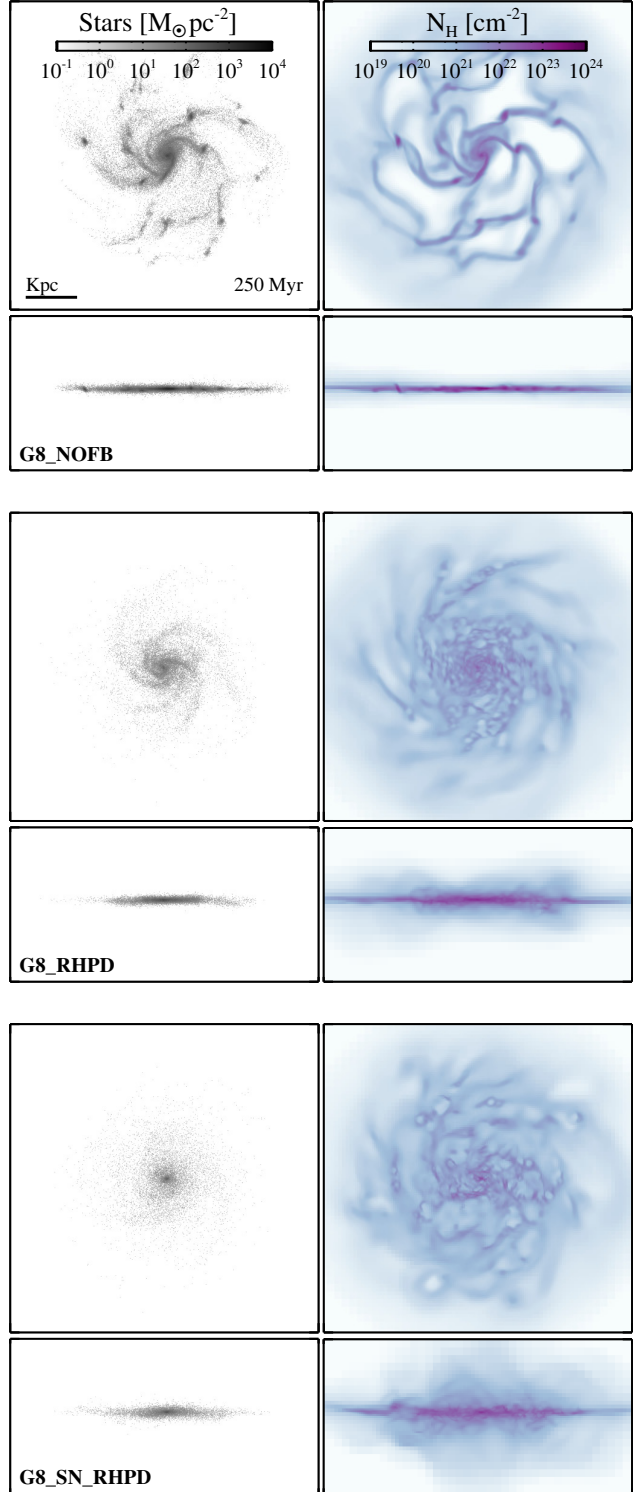 Stars [M⊙pc⁻²]
10⁻¹ 10⁰ 10¹ 10² 10³ 10⁴
N_H [cm⁻²]
10¹⁹ 10²⁰ 10²¹ 10²² 10²³ 10²⁴
Kpc
250 Myr
G8_NOFB
G8_RHPD
G8_SN_RHPD